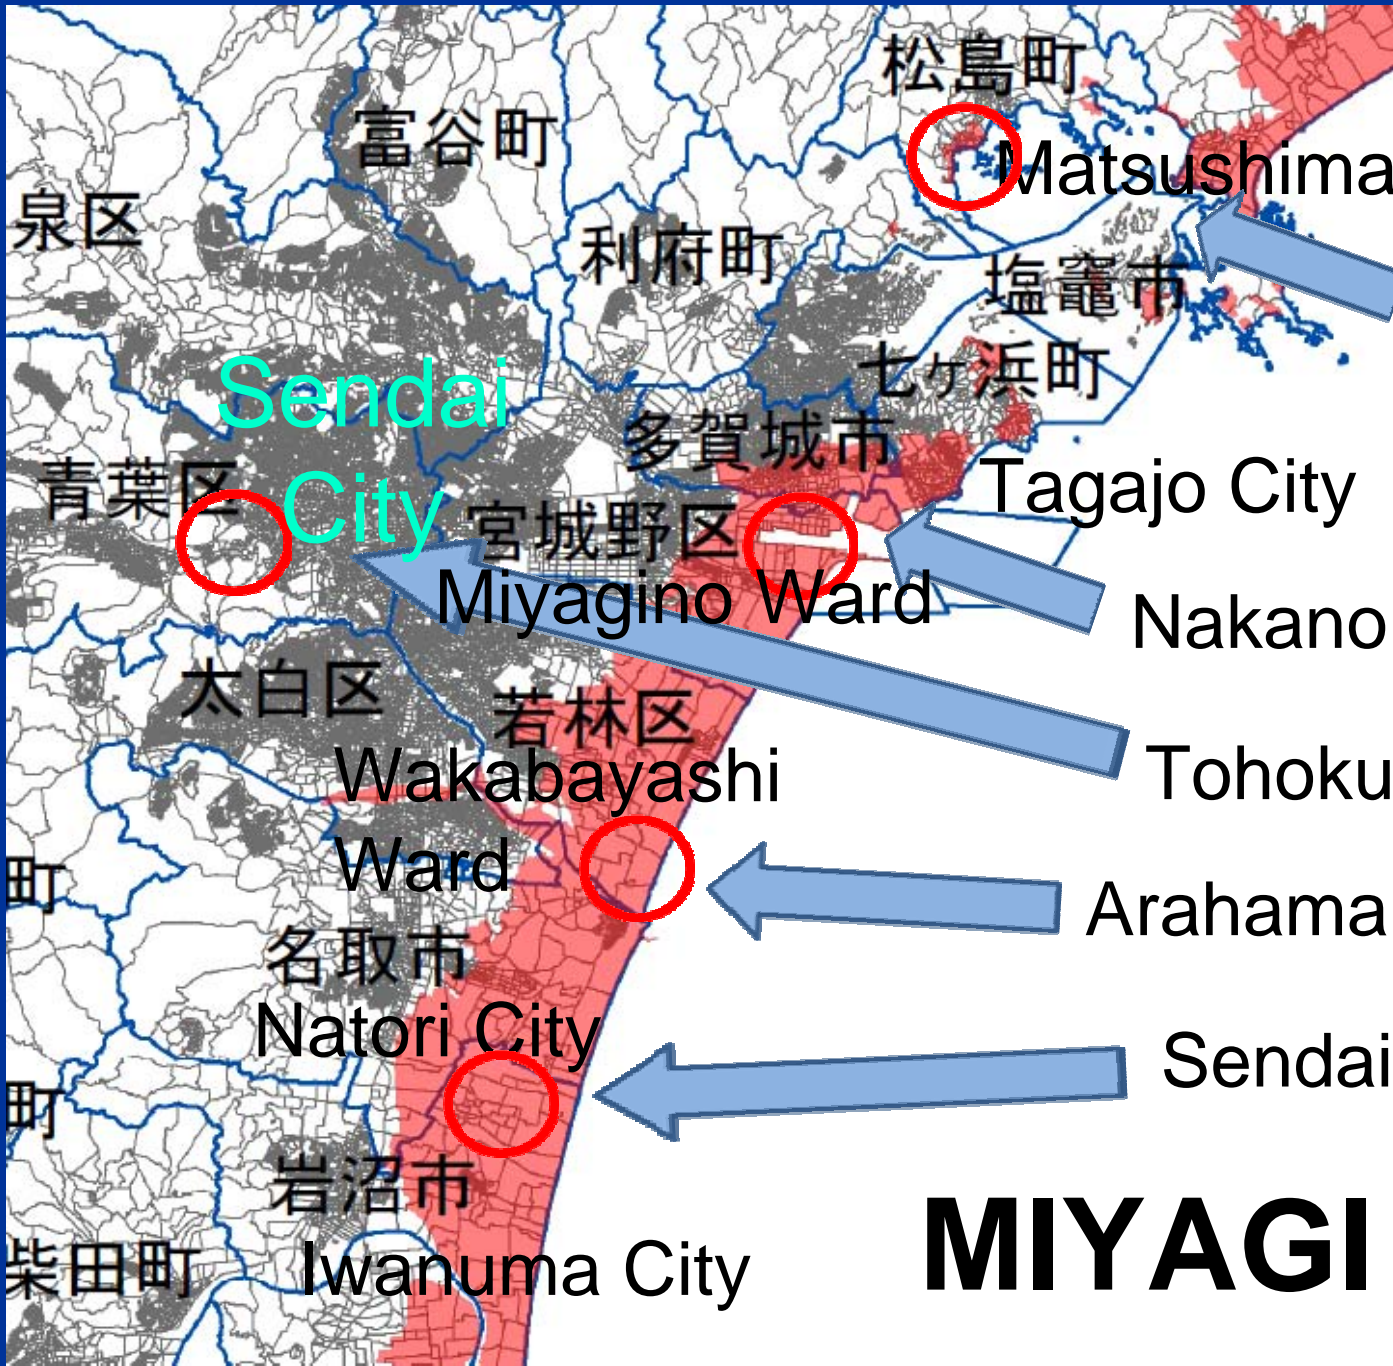 松島町
富谷町
Matsushima
泉区
利府町
塩竈市
七ヶ浜町
Sendai
City
多賀城市
青葉区
Tagajo City
宮城野区
Miyagino Ward
Nakano
太白区
若林区
Wakabayashi
Ward
Tohoku
町
Arahama
名取市
Natori City
Sendai
町
岩沼市
MIYAGI
柴田町
Iwanuma City